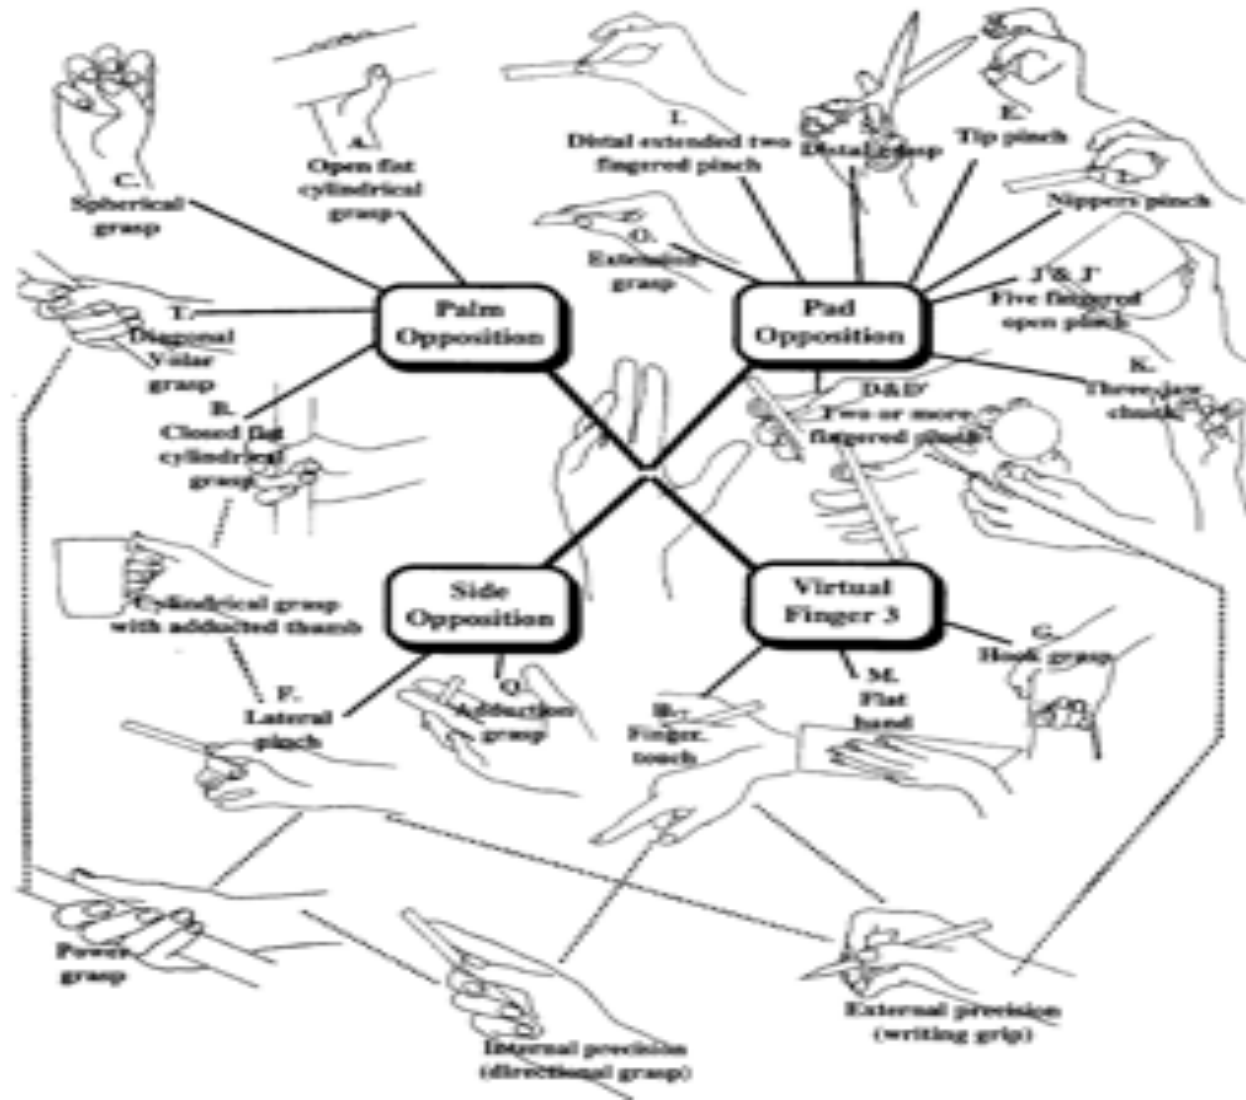 A.
Open fist
cylindrical
grasp
C.
Spherical
grasp
I.
Distal extended two
fingered pinch
Distal grasp
E.
Tip pinch
L.
Nippers pinch
O.
Extension
grasp
J & J'
Five fingered
open pinch
Palm
Opposition
Pad
Opposition
T.
Diagonal
Volar
grasp
K.
Three-jaw
chuck
D&D'
Two or more
fingered pinch
B.
Closed fist
cylindrical
grasp
Cylindrical grasp
with adducted thumb
Side
Opposition
Virtual
Finger 3
G.
Hook grasp
F.
Lateral
pinch
Q.
Adduction
grasp
Finger
touch
M.
Flat
hand
Power
grasp
Internal precision
(directional grasp)
External precision
(writing grip)